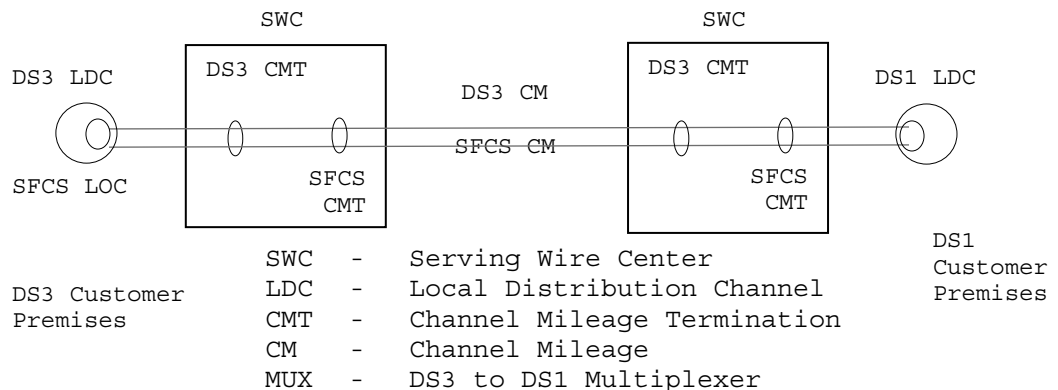 SWC
SWC
DS3 LDC
DS3 CMT
DS3 CM
DS3 CMT
DS1 LDC
SFCS LOC
SFCS
CMT
SFCS CM
SFCS
CMT
DS3 Customer
Premises
DS1
Customer
Premises
SWC - Serving Wire Center
LDC - Local Distribution Channel
CMT - Channel Mileage Termination
CM - Channel Mileage
MUX - DS3 to DS1 Multiplexer